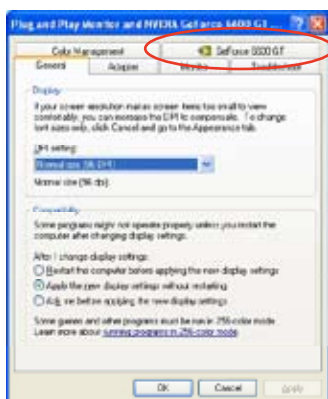 Plug and Play Monitor and NVIDIA GeForce 6600 GT ...
Color Management
GeForce 6600 GT
General
Adapter
Monitor
Troubleshoot
Display
If your screen resolution makes screen items too small to view
comfortably, you can increase the DPI to compensate. To change
font sizes only, click Cancel and go to the Appearance tab.
DPI setting:
Normal size (96 DPI)
Normal size (96 dpi)
Compatibility
Some programs might not operate properly unless you restart the
computer after changing display settings.
After I change display settings:
Restart the computer before applying the new display settings
Apply the new display settings without restarting
Ask me before applying the new display settings
Some games and other programs must be run in 256-color mode.
Learn more about running programs in 256-color mode.
OK
Cancel
Apply